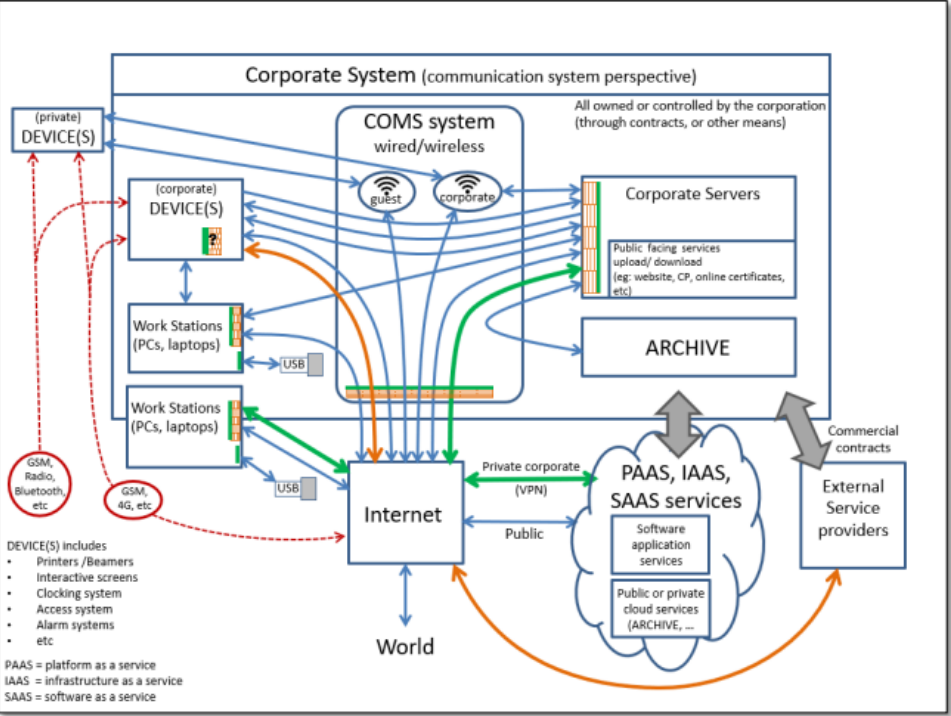 Corporate System (communication system perspective)
All owned or controlled by the corporation
(through contracts, or other means)
(private)
DEVICE(S)
COMS system
wired/wireless
guest
corporate
(corporate)
DEVICE(S)
?
Corporate Servers
Public facing services
upload/ download
(eg: website, CP, online certificates,
etc)
Work Stations
(PCs, laptops)
USB
ARCHIVE
Work Stations
(PCs, laptops)
USB
Commercial
contracts
GSM,
Radio,
Bluetooth,
etc
GSM,
4G, etc
Internet
Private corporate
(VPN)
Public
PAAS, IAAS,
SAAS services
Software
application
services
Public or private
cloud services
(ARCHIVE, ...
External
Service
providers
World
DEVICE(S) includes
• Printers /Beamers
• Interactive screens
• Clocking system
• Access system
• Alarm systems
• etc
PAAS = platform as a service
IAAS = infrastructure as a service
SAAS = software as a service